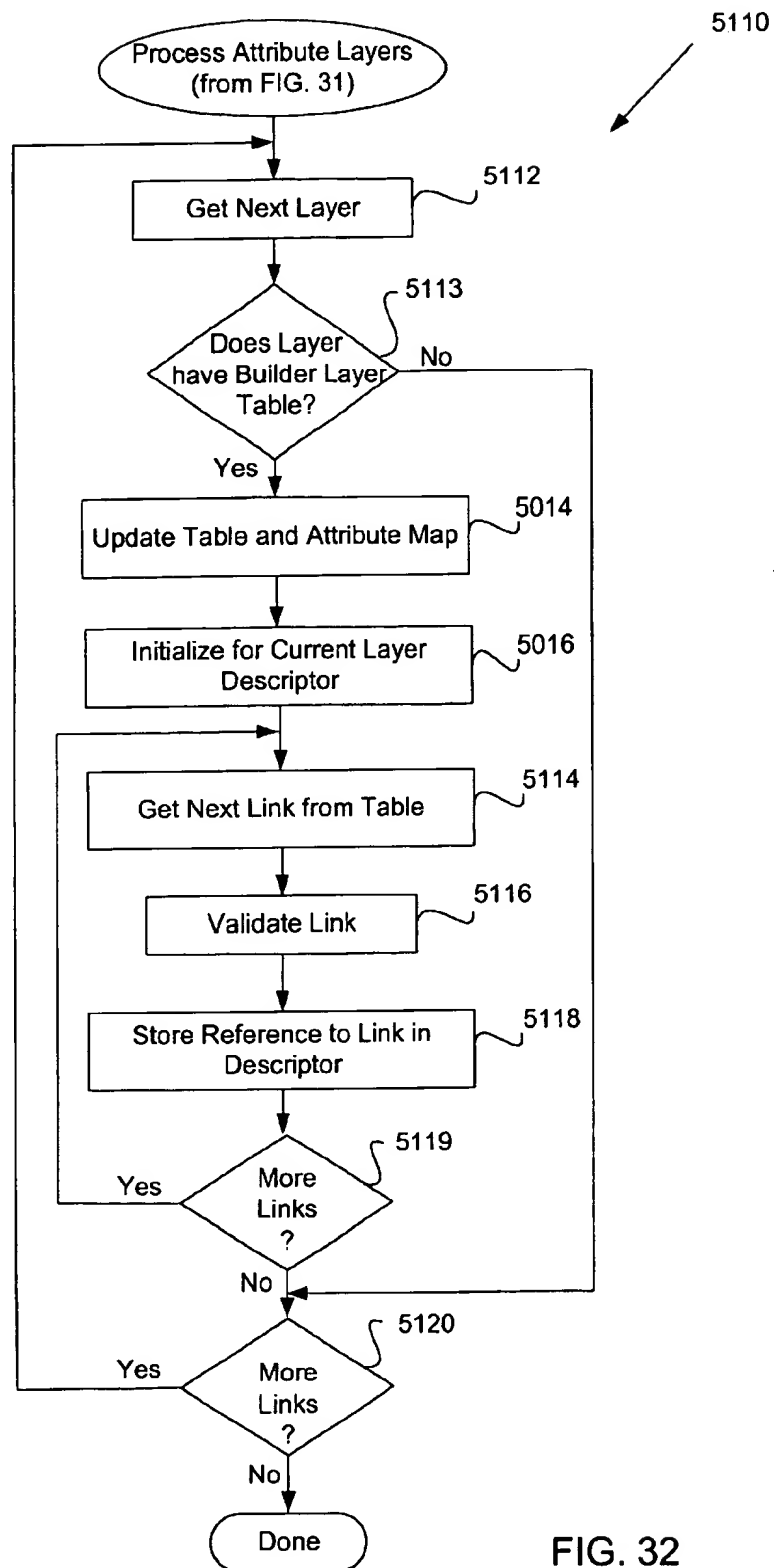 5110
Process Attribute Layers
(from FIG. 31)
5112
Get Next Layer
5113
Does Layer
have Builder Layer
Table?
No
Yes
5014
Update Table and Attribute Map
5016
Initialize for Current Layer
Descriptor
5114
Get Next Link from Table
5116
Validate Link
5118
Store Reference to Link in
Descriptor
5119
Yes
More
Links
?
No
5120
Yes
More
Links
?
No
Done
FIG. 32